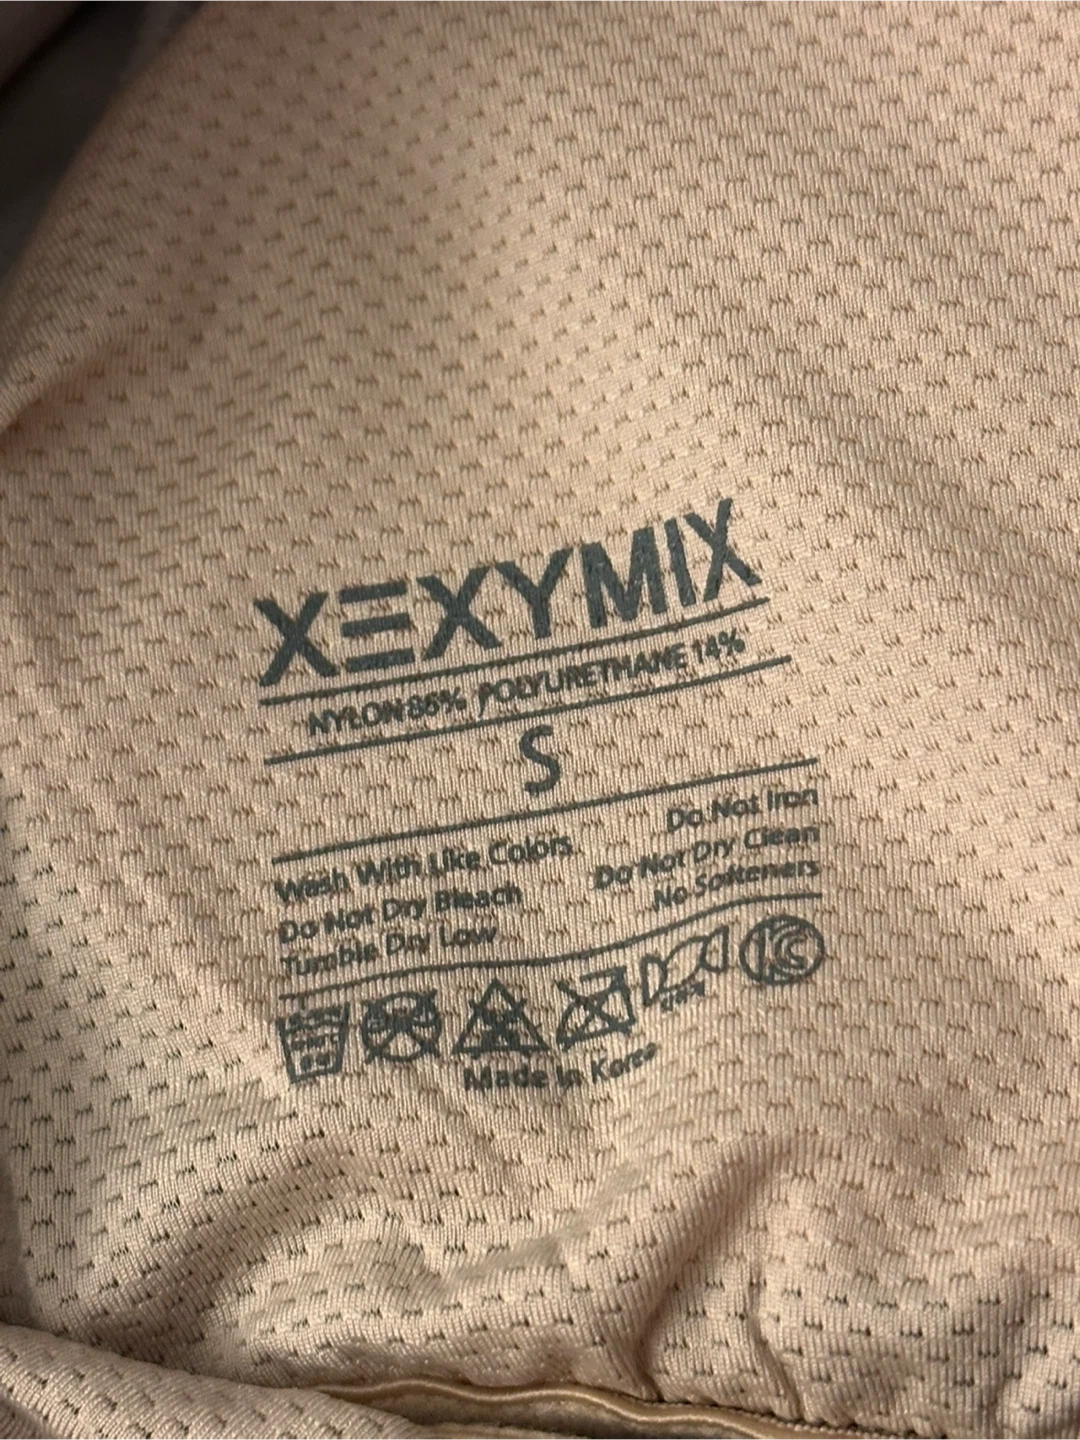 XEXYMIX
NYLON 86% POLYURETHANE 14%
S
Wash With Like Colors
Do Not Dry Bleach
Tumble Dry Low
Do Not Iron
Do Not Dry Clean
No Softeners
Made In Korea